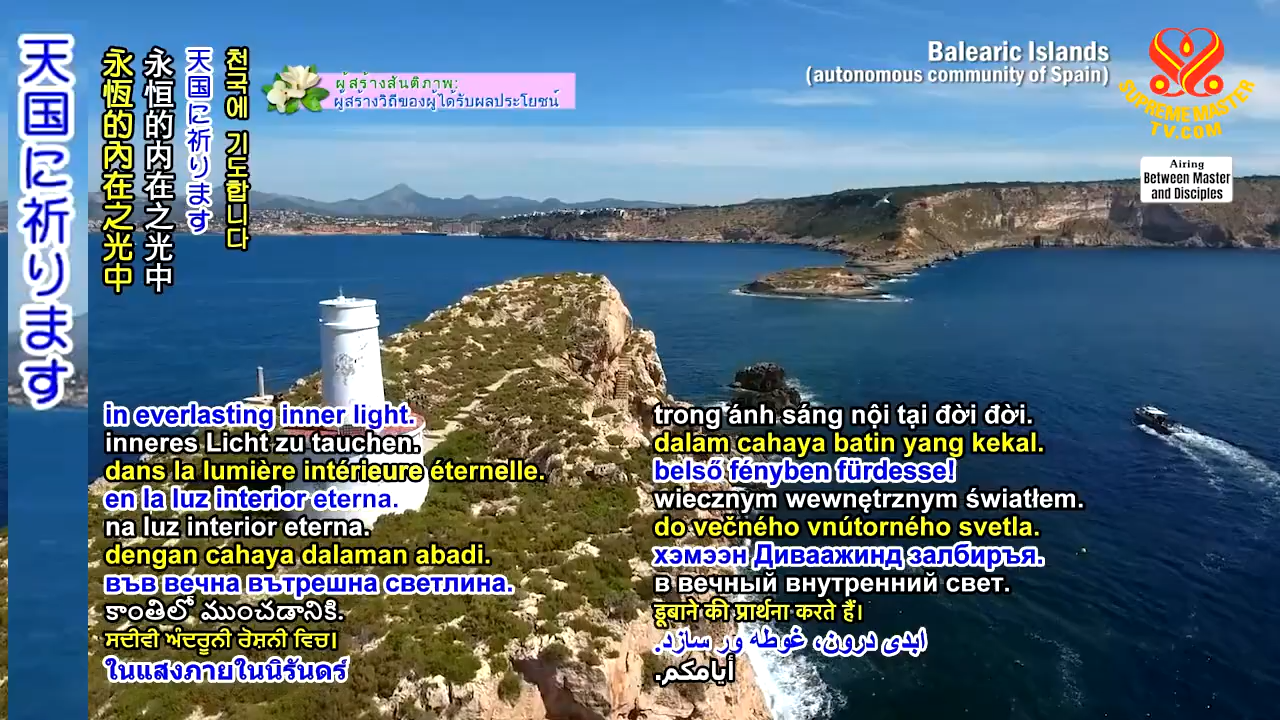 天国に祈ります
永恆的內在之光中
永恒的内在之光中
天国に祈ります
천국에 기도합니다
ผู้สร้างสันติภาพ:
ผู้สร้างวิถีของผู้ได้รับผลประโยชน์
Balearic Islands
(autonomous community of Spain)
SUPREME MASTER
TV.COM
Airing
Between Master
and Disciples
in everlasting inner light.
inneres Licht zu tauchen.
dans la lumière intérieure éternelle.
en la luz interior eterna.
na luz interior eterna.
dengan cahaya dalaman abadi.
във вечна вътрешна светлина.
కాంతిలో ముంచడానికి.
ਸਦੀਵੀ ਅੰਦਰੂਨੀ ਰੋਸ਼ਨੀ ਵਿਚ।
ในแสงภายในนิรันดร์
trong ánh sáng nội tại đời đời.
dalam cahaya batin yang kekal.
belső fényben fürdesse!
wiecznym wewnętrznym światłem.
do večného vnútorného svetla.
хэмээн Диваажинд залбиръя.
в вечный внутренний свет.
डूबाने की प्रार्थना करते हैं।
ابدی درون، غوطه ور سازد.
أيامكم.